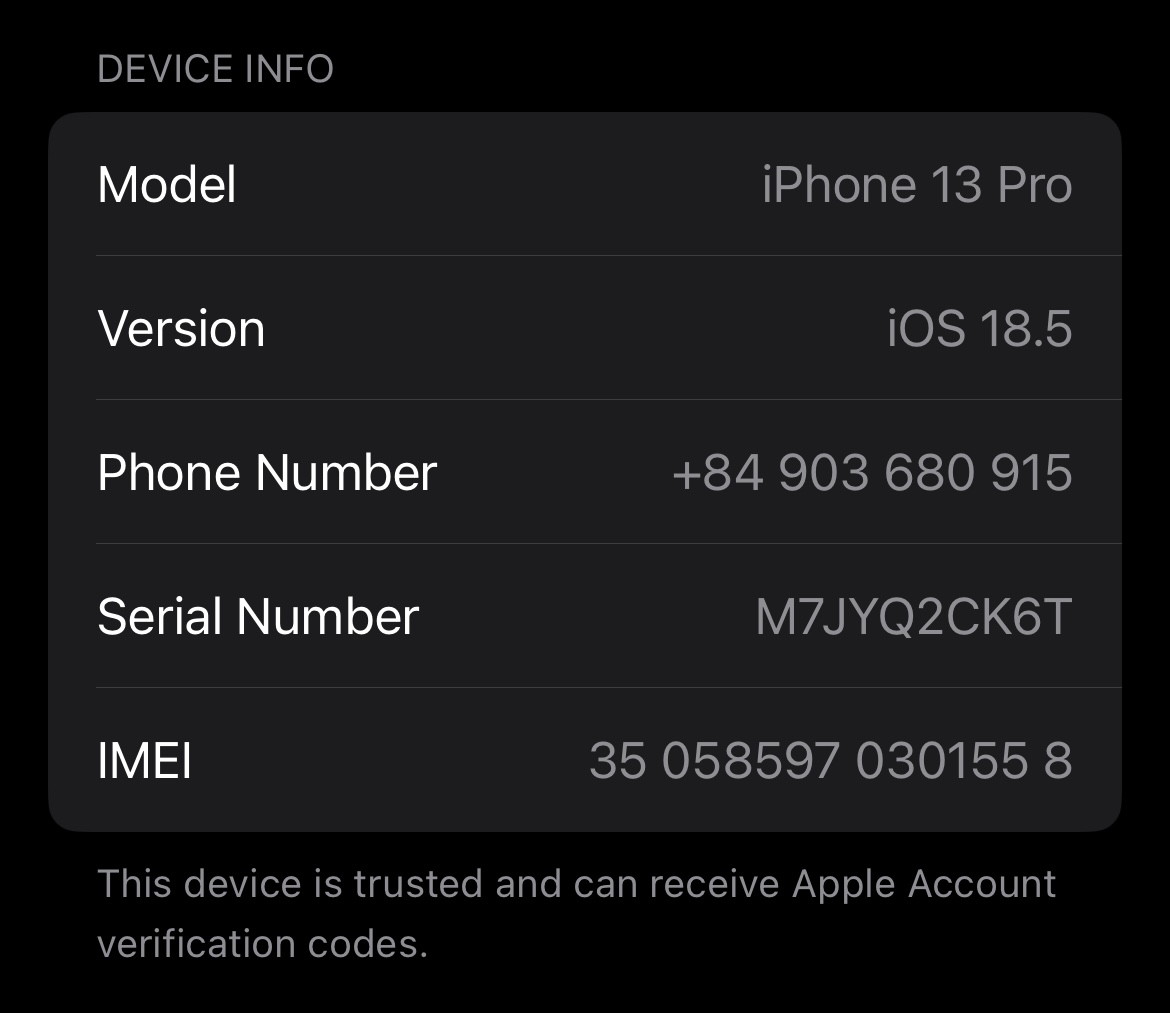 DEVICE INFO
Model iPhone 13 Pro
Version iOS 18.5
Phone Number +84 903 680 915
Serial Number M7JYQ2CK6T
IMEI 35 058597 030155 8
This device is trusted and can receive Apple Account
verification codes.